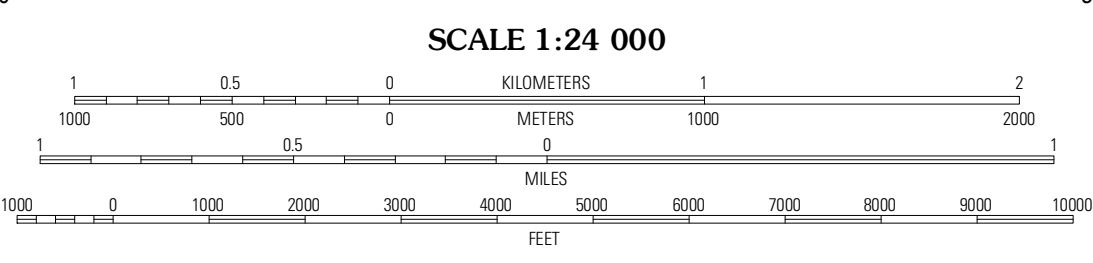 SCALE 1:24 000
1 0.5 0 KILOMETERS 1 2
1000 500 0 METERS 1000 2000
1 0.5 0 1
MILES
1000 0 1000 2000 3000 4000 5000 6000 7000 8000 9000 10000
FEET